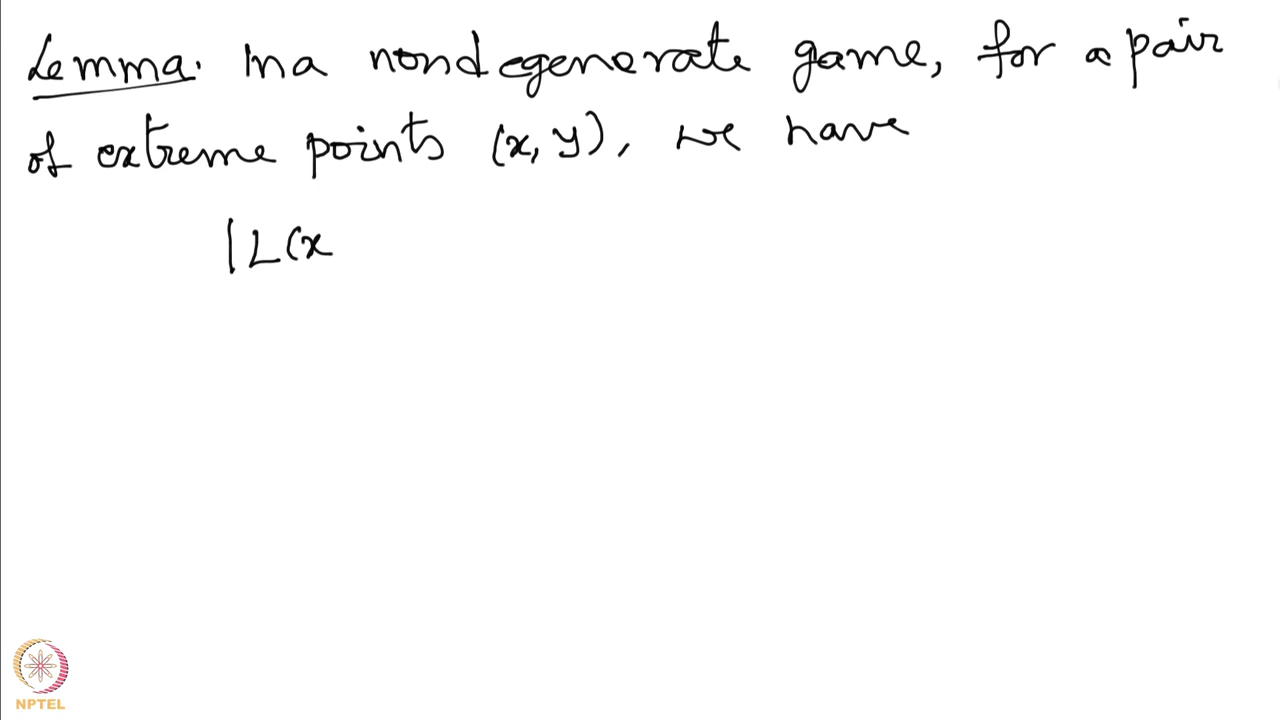 Lemma. In a nondegenerate game, for a pair
of extreme points (x, y), we have
|L(x
NPTEL